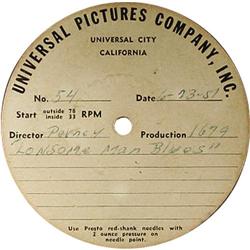 UNIVERSAL PICTURES COMPANY, INC.
UNIVERSAL CITY
CALIFORNIA
No. 54 Date 6-23-51
Start outside 78 RPM
inside 33
Director Pevney Production 1679
"Lonsome Man Blues"
Use Presto red-shank needles with
2 ounce pressure on
needle point.